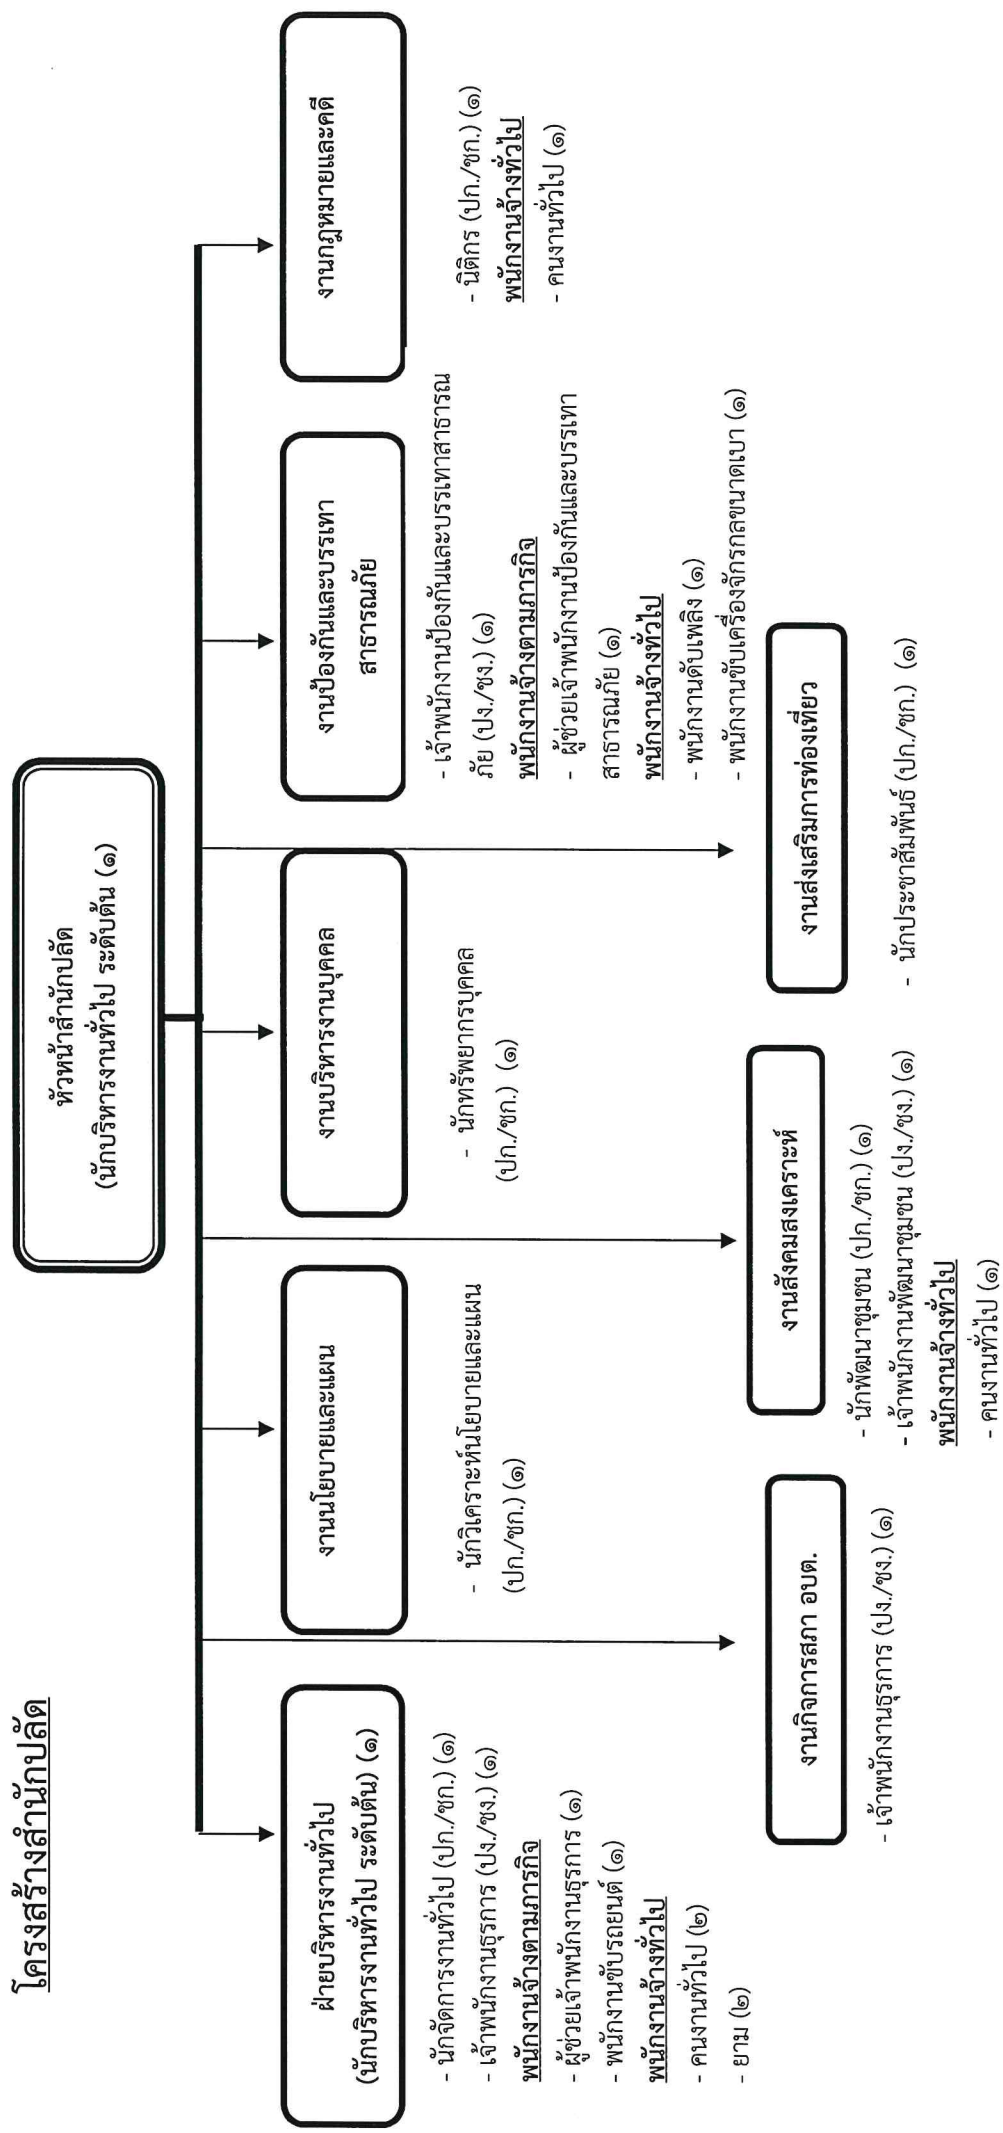 โครงสร้างสำนักปลัด
หัวหน้าสำนักปลัด
(นักบริหารงานทั่วไป ระดับต้น (๑)
ฝ่ายบริหารงานทั่วไป
(นักบริหารงานทั่วไป ระดับต้น) (๑)
- นักจัดการงานทั่วไป (ปก./ชก.) (๑)
- เจ้าพนักงานธุรการ (ปง./ชง.) (๑)
พนักงานจ้างตามภารกิจ
- ผู้ช่วยเจ้าพนักงานธุรการ (๑)
- พนักงานขับรถยนต์ (๑)
พนักงานจ้างทั่วไป
- คนงานทั่วไป (๒)
- ยาม (๒)
งานนโยบายและแผน
- นักวิเคราะห์นโยบายและแผน
(ปก./ชก.) (๑)
งานบริหารงานบุคคล
- นักทรัพยากรบุคคล
(ปก./ชก.) (๑)
งานป้องกันและบรรเทา
สาธารณภัย
- เจ้าพนักงานป้องกันและบรรเทาสาธารณ
ภัย (ปง./ชง.) (๑)
พนักงานจ้างตามภารกิจ
- ผู้ช่วยเจ้าพนักงานป้องกันและบรรเทา
สาธารณภัย (๑)
พนักงานจ้างทั่วไป
- พนักงานดับเพลิง (๑)
- พนักงานขับเครื่องจักรกลขนาดเบา (๑)
งานกฎหมายและคดี
- นิติกร (ปก./ชก.) (๑)
พนักงานจ้างทั่วไป
- คนงานทั่วไป (๑)
งานกิจการสภา อบต.
- เจ้าพนักงานธุรการ (ปง./ชง.) (๑)
งานสังคมสงเคราะห์
- นักพัฒนาชุมชน (ปก./ชก.) (๑)
- เจ้าพนักงานพัฒนาชุมชน (ปง./ชง.) (๑)
พนักงานจ้างทั่วไป
- คนงานทั่วไป (๑)
งานส่งเสริมการท่องเที่ยว
- นักประชาสัมพันธ์ (ปก./ชก.) (๑)